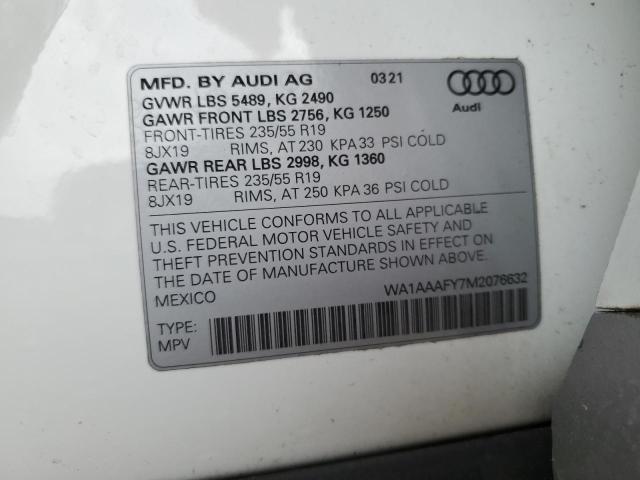 MFD. BY AUDI AG 03 21
GVWR LBS 5489, KG 2490
GAWR FRONT LBS 2756, KG 1250
FRONT-TIRES 235/55 R19
8JX19 RIMS, AT 230 KPA 33 PSI COLD
GAWR REAR LBS 2998, KG 1360
REAR-TIRES 235/55 R19
8JX19 RIMS, AT 250 KPA 36 PSI COLD
Audi
THIS VEHICLE CONFORMS TO ALL APPLICABLE
U.S. FEDERAL MOTOR VEHICLE SAFETY AND
THEFT PREVENTION STANDARDS IN EFFECT ON
THE DATE OF MANUFACTURE SHOWN ABOVE.
MEXICO WA1AAAFY7M2076632
TYPE:
MPV